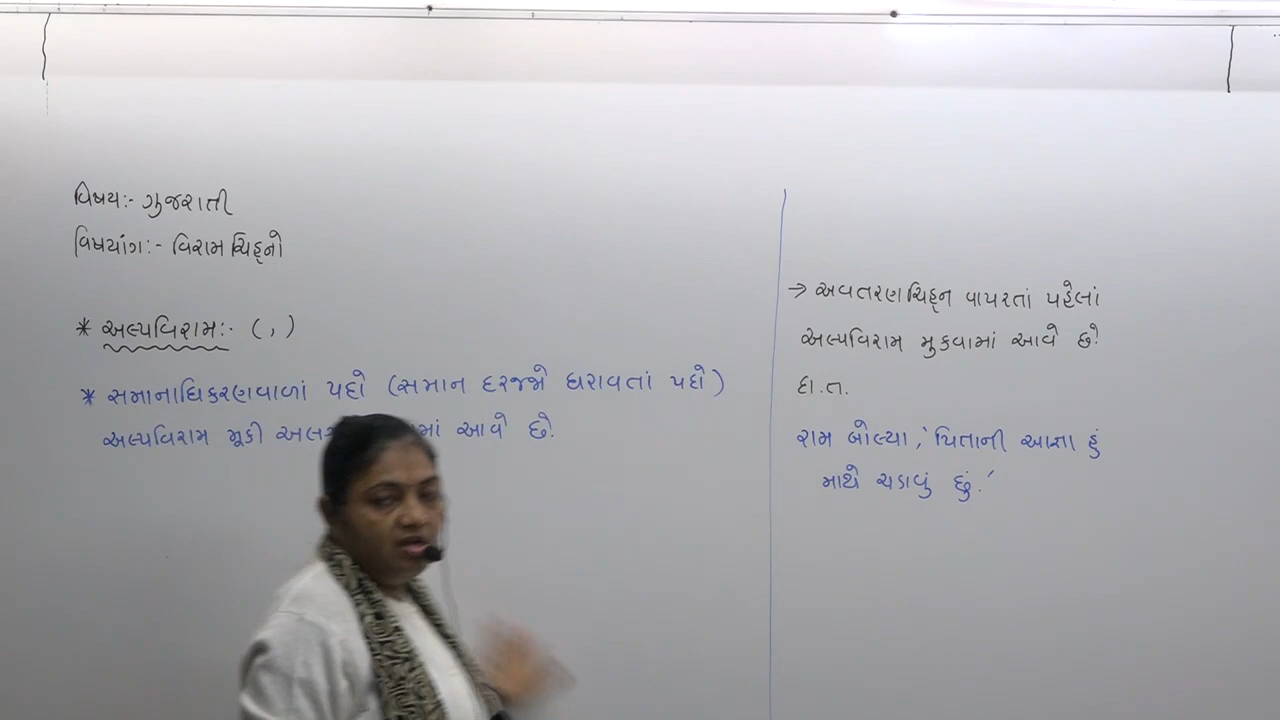 વિષય:- ગુજરાતી
વિષયાંગ:- વિરામચિહ્નો
* અલ્પવિરામ:- ( , )
* સમાનાધિકરણવાળાં પદો (સમાન દરજ્જો ધરાવતાં પદો)
અલ્પવિરામ મૂકી આવે છે.
→ અવતરણચિહ્ન વાપરતાં પહેલાં
અલ્પવિરામ મુકવામાં આવે છે.
દા.ત.
રામ બોલ્યા, 'પિતાની આજ્ઞા હું
માથે ચડાવું છું.'